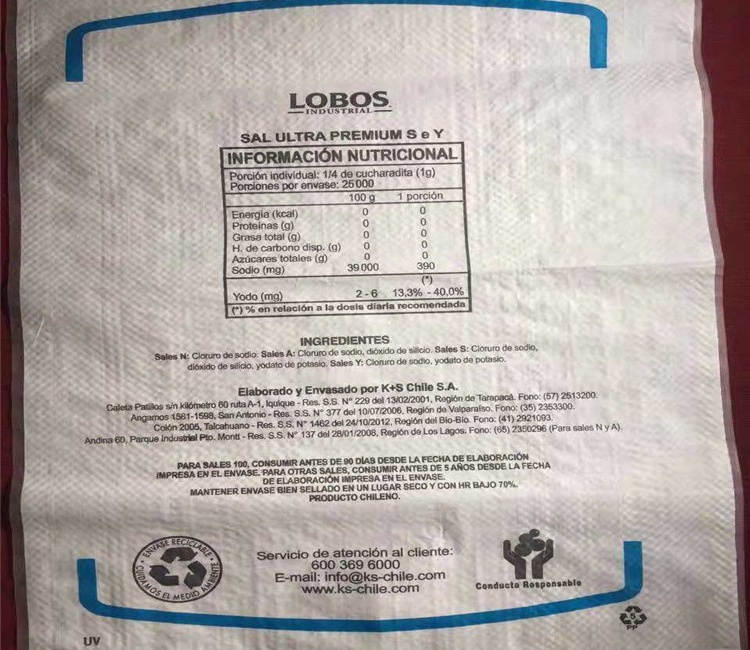 LOBOS
INDUSTRIAL
SAL ULTRA PREMIUM S e Y
INFORMACIÓN NUTRICIONAL
Porción individual: 1/4 de cucharadita (1g)
Porciones por envase: 25 000
100 g 1 porción
Energía (kcal) 0 0
Proteínas (g) 0 0
Grasa total (g) 0 0
H. de carbono disp. (g) 0 0
Azúcares totales (g) 0 0
Sodio (mg) 39 000 390
(*)
Yodo (mg) 2 - 6 13,3% - 40,0%
(*) % en relación a la dosis diaria recomendada
INGREDIENTES
Sales N: Cloruro de sodio. Sales A: Cloruro de sodio, dióxido de silicio. Sales S: Cloruro de sodio,
dióxido de silicio, yodato de potasio. Sales Y: Cloruro de sodio, yodato de potasio.
Elaborado y Envasado por K+S Chile S.A.
Caleta Patillos s/n kilómetro 60 ruta A-1, Iquique - Res. S.S. N° 229 del 13/02/2001, Región de Tarapacá. Fono: (57) 2513200.
Angamos 1581-1598, San Antonio - Res. S.S. N° 377 del 10/07/2006, Región de Valparaíso. Fono: (35) 2353300.
Colón 2005, Talcahuano - Res. S.S. N° 1462 del 24/10/2012, Región del Bío-Bío. Fono: (41) 2921093.
Andina 60, Parque Industrial Pto. Montt - Res. S.S. N° 137 del 28/01/2008, Región de Los Lagos. Fono: (65) 2350296 (Para sales N y A).
PARA SALES 100, CONSUMIR ANTES DE 90 DÍAS DESDE LA FECHA DE ELABORACIÓN
IMPRESA EN EL ENVASE. PARA OTRAS SALES, CONSUMIR ANTES DE 5 AÑOS DESDE LA FECHA
DE ELABORACIÓN IMPRESA EN EL ENVASE.
MANTENER ENVASE BIEN SELLADO EN UN LUGAR SECO Y CON HR BAJO 70%.
PRODUCTO CHILENO.
ENVASE RECICLABLE
CUIDAMOS EL MEDIO AMBIENTE
Servicio de atención al cliente:
600 369 6000
E-mail: info@ks-chile.com
www.ks-chile.com
Conducta Responsable
5
PP
UV